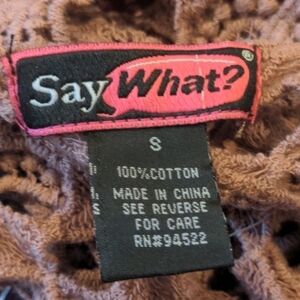 Say What?®
S
100%COTTON
MADE IN CHINA
SEE REVERSE
FOR CARE
RN#94522